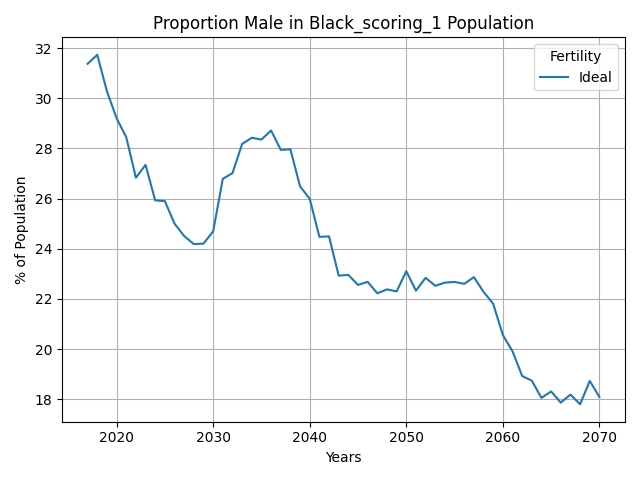 Proportion Male in Black_scoring_1 Population
Fertility
Ideal
% of Population
32
30
28
26
24
22
20
18
2020 2030 2040 2050 2060 2070
Years